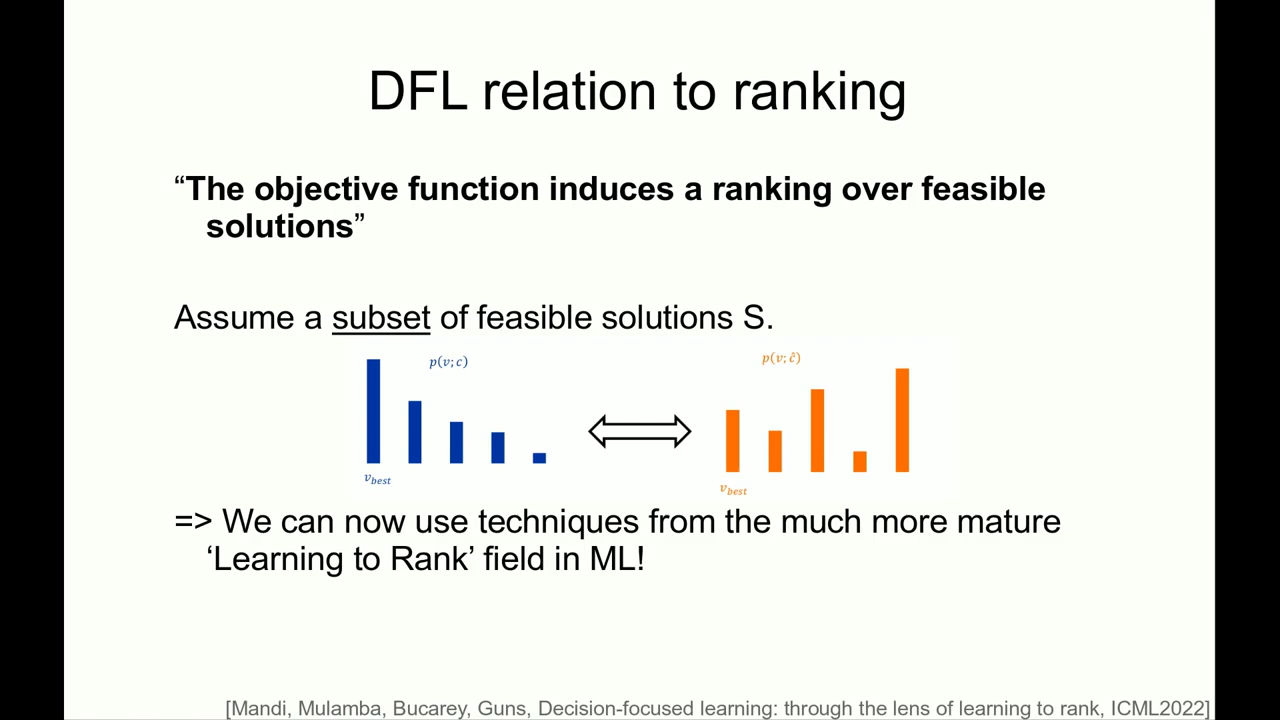 DFL relation to ranking
“The objective function induces a ranking over feasible
solutions”
Assume a subset of feasible solutions S.
p(v; c)
p(v; ĉ)
v_best
v_best
=> We can now use techniques from the much more mature
‘Learning to Rank’ field in ML!
[Mandi, Mulamba, Bucarey, Guns, Decision-focused learning: through the lens of learning to rank, ICML2022]